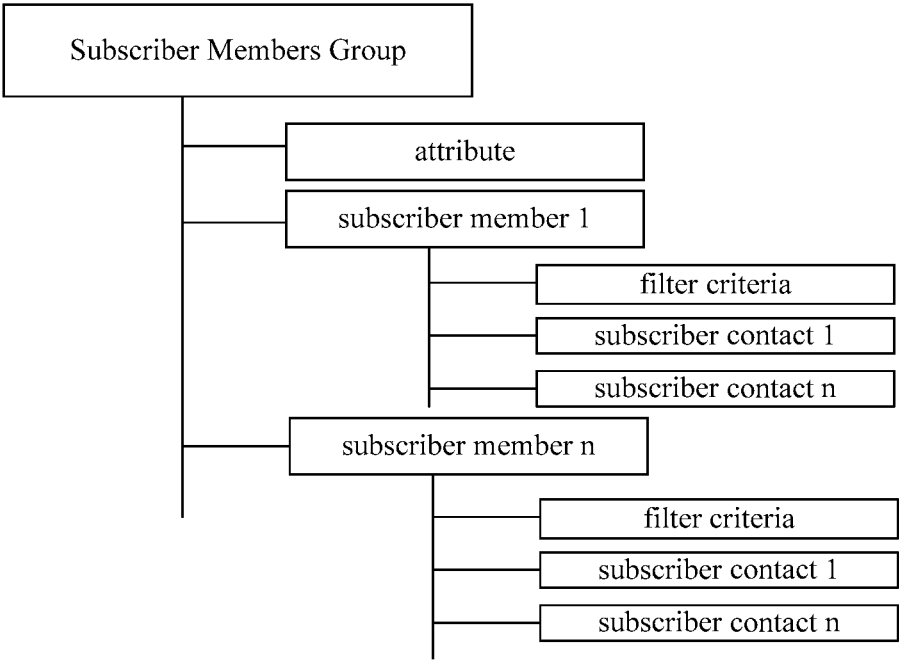 Subscriber Members Group
attribute
subscriber member 1
filter criteria
subscriber contact 1
subscriber contact n
subscriber member n
filter criteria
subscriber contact 1
subscriber contact n